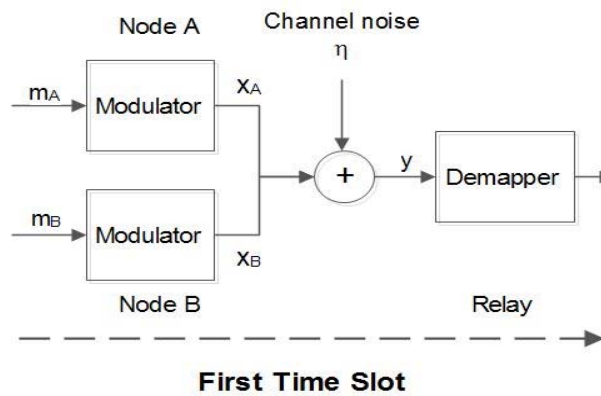 Node A
Channel noise
η
mA
Modulator
xA
+
y
Demapper
mB
Modulator
xB
Node B
Relay
First Time Slot